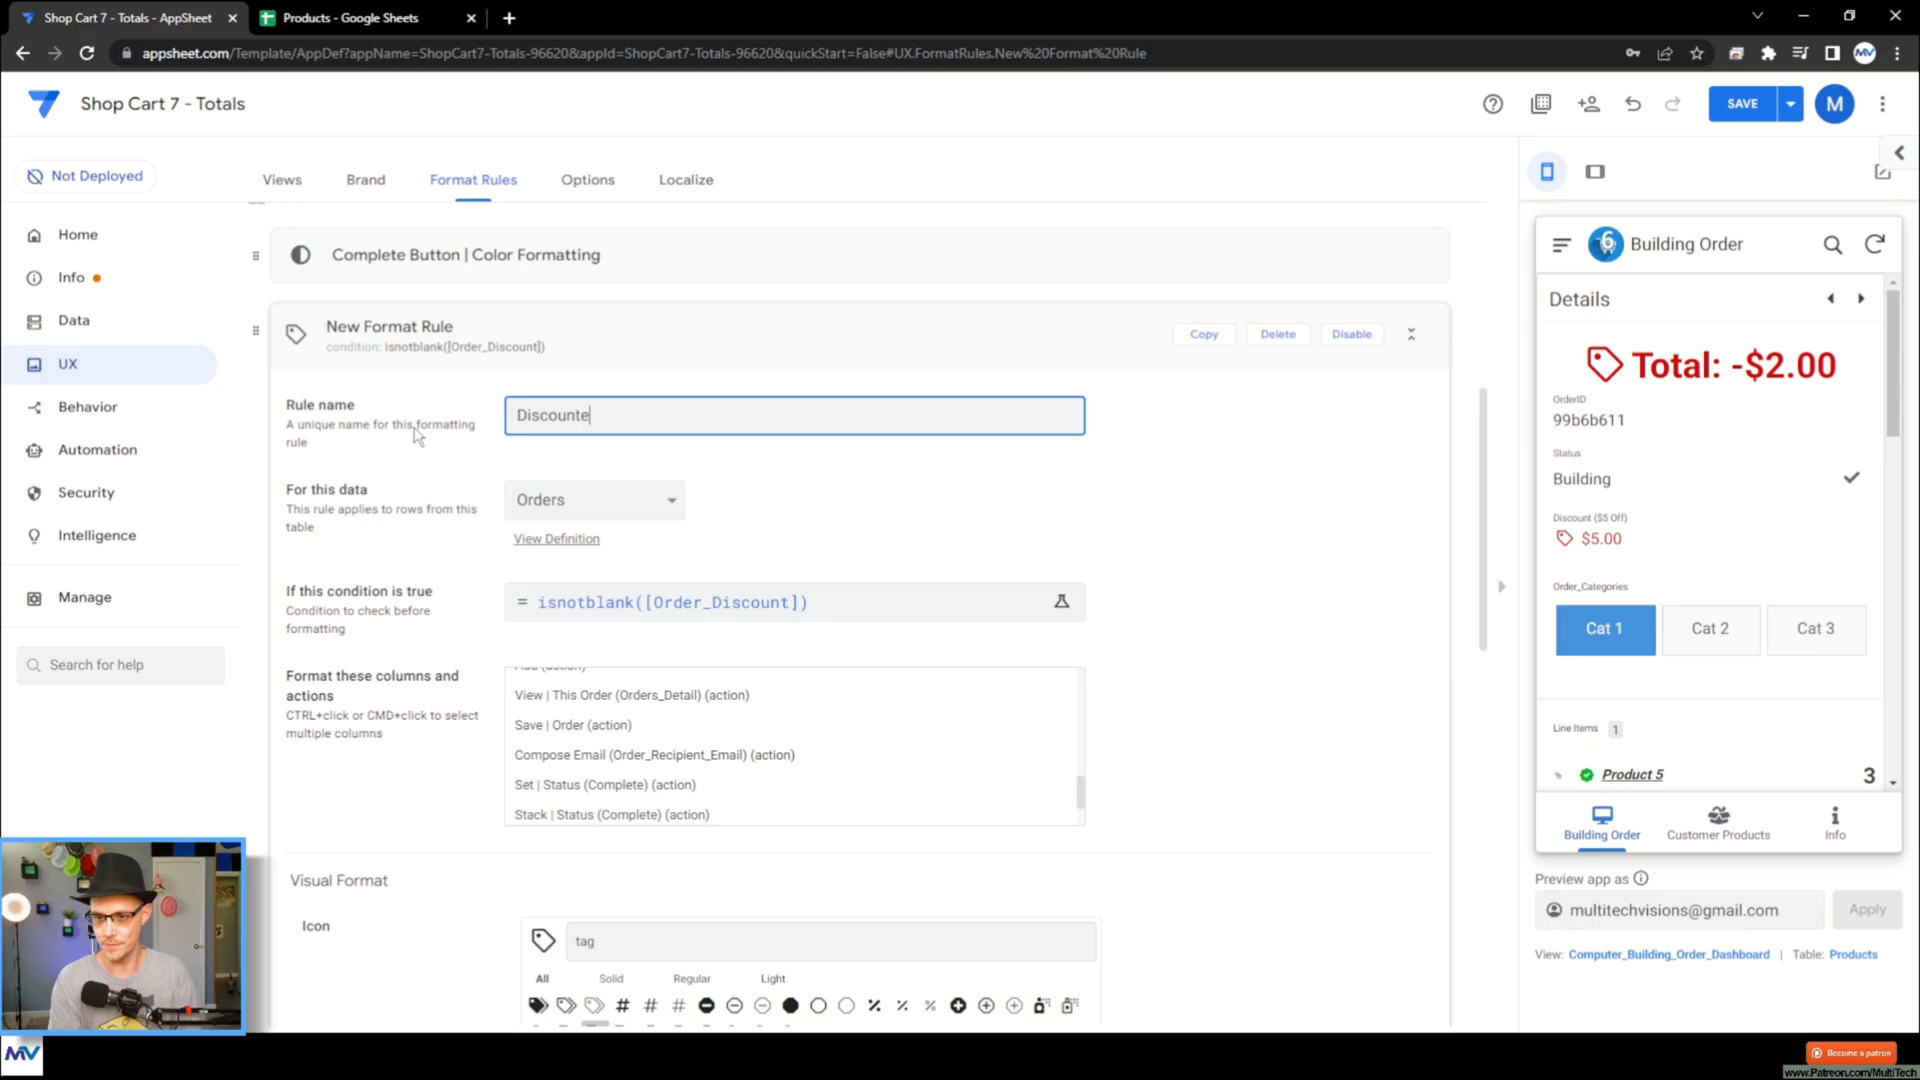 Shop Cart 7 - Totals - AppSheet
Products - Google Sheets
appsheet.com/Template/AppDef?appName=ShopCart7-Totals-96620&appId=ShopCart7-Totals-96620&quickStart=False#UX.FormatRules.New%20Format%20Rule
MV
Shop Cart 7 - Totals
SAVE
M
Not Deployed
Views
Brand
Format Rules
Options
Localize
Home
Info
Data
UX
Behavior
Automation
Security
Intelligence
Manage
Search for help
Complete Button | Color Formatting
New Format Rule
condition: isnotblank([Order_Discount])
Copy
Delete
Disable
Rule name
A unique name for this formatting
rule
Discounte
For this data
This rule applies to rows from this
table
Orders
View Definition
If this condition is true
Condition to check before
formatting
= isnotblank([Order_Discount])
Format these columns and
actions
CTRL+click or CMD+click to select
multiple columns
View | This Order (Orders_Detail) (action)
Save | Order (action)
Compose Email (Order_Recipient_Email) (action)
Set | Status (Complete) (action)
Stack | Status (Complete) (action)
Visual Format
Icon
tag
All
Solid
Regular
Light
6
Building Order
Details
Total: -$2.00
OrderID
99b6b611
Status
Building
Discount ($5 Off)
$5.00
Order_Categories
Cat 1
Cat 2
Cat 3
Line Items 1
Product 5
3
Building Order
Customer Products
Info
Preview app as
multitechvisions@gmail.com
Apply
View: Computer_Building_Order_Dashboard | Table: Products
MV
Become a patron
www.Patreon.com/MultiTech